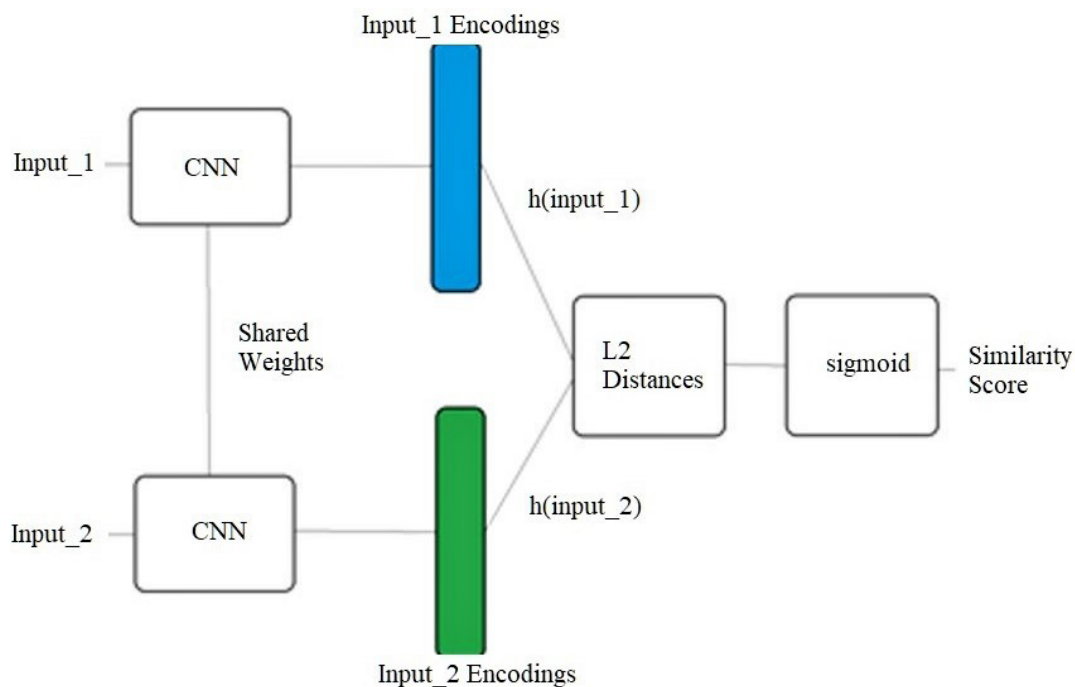 Input_1 Encodings
Input_1
CNN
h(input_1)
Shared
Weights
L2
Distances
sigmoid
Similarity
Score
h(input_2)
Input_2
CNN
Input_2 Encodings